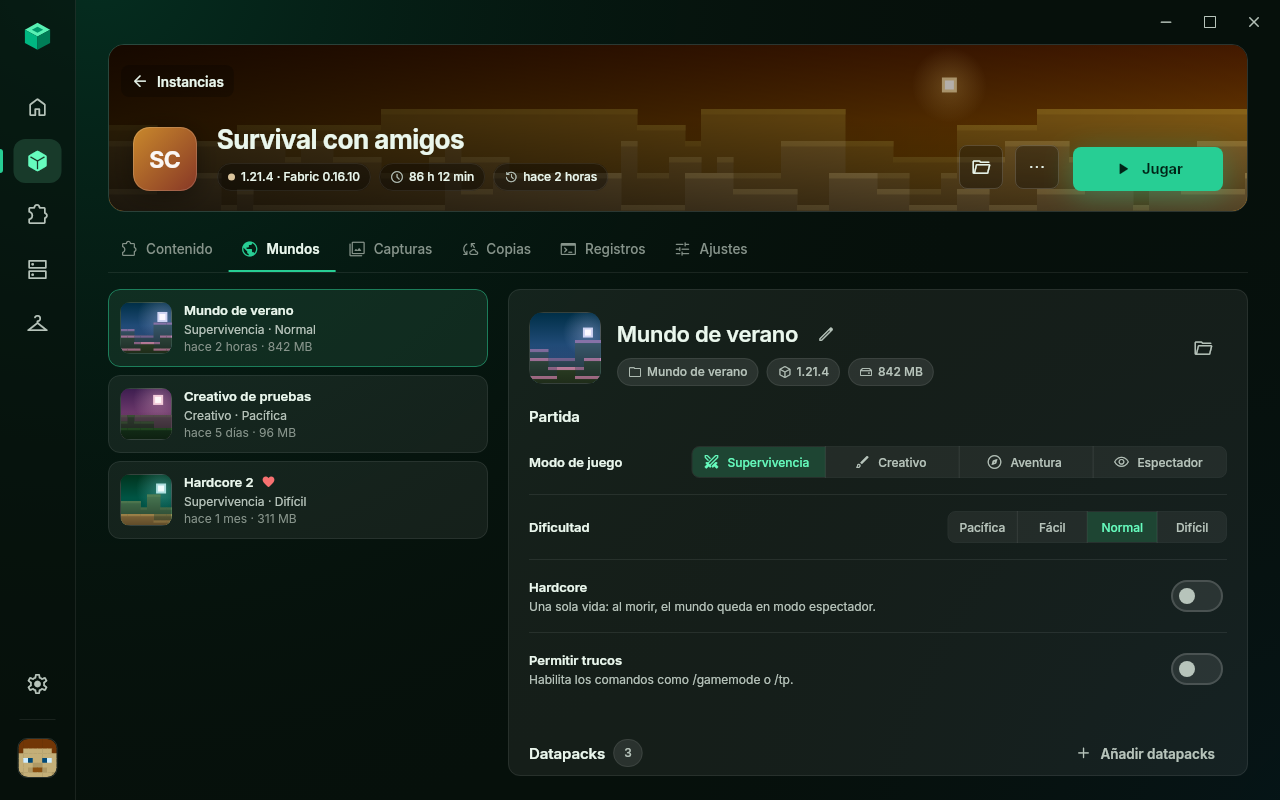 Instancias
SC
Survival con amigos
1.21.4 · Fabric 0.16.10
86 h 12 min
hace 2 horas
Jugar
Contenido
Mundos
Capturas
Copias
Registros
Ajustes
Mundo de verano
Supervivencia · Normal
hace 2 horas · 842 MB
Creativo de pruebas
Creativo · Pacífica
hace 5 días · 96 MB
Hardcore 2
Supervivencia · Difícil
hace 1 mes · 311 MB
Mundo de verano
Mundo de verano
1.21.4
842 MB
Partida
Modo de juego
Supervivencia
Creativo
Aventura
Espectador
Dificultad
Pacífica
Fácil
Normal
Difícil
Hardcore
Una sola vida: al morir, el mundo queda en modo espectador.
Permitir trucos
Habilita los comandos como /gamemode o /tp.
Datapacks
3
Añadir datapacks